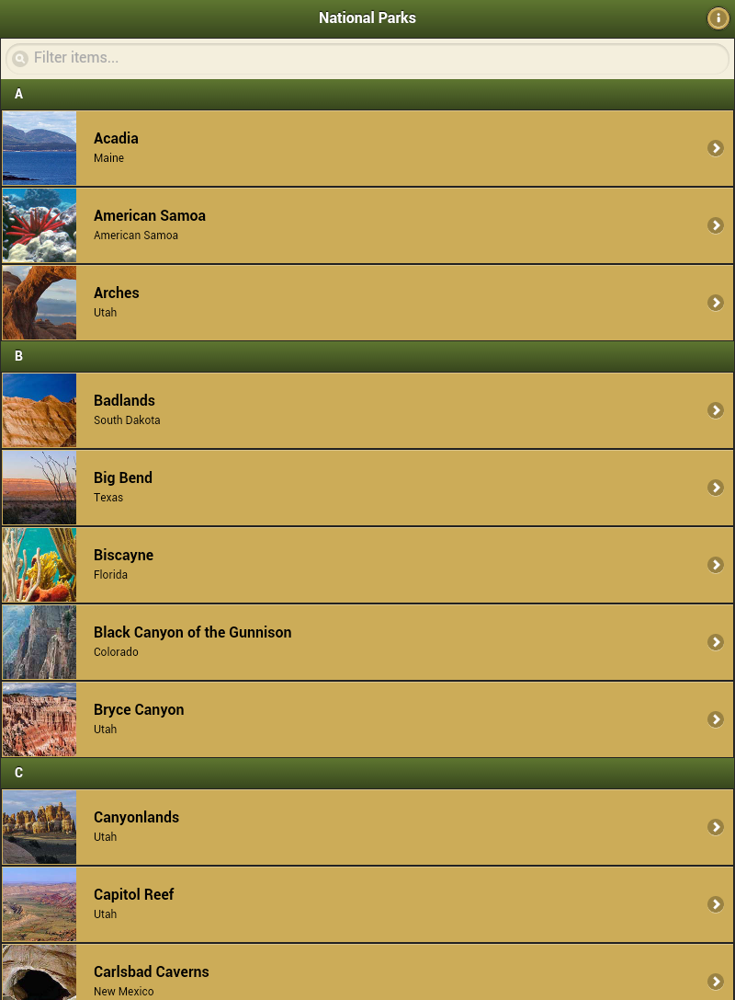 National Parks
Filter items...
A
Acadia
Maine
American Samoa
American Samoa
Arches
Utah
B
Badlands
South Dakota
Big Bend
Texas
Biscayne
Florida
Black Canyon of the Gunnison
Colorado
Bryce Canyon
Utah
C
Canyonlands
Utah
Capitol Reef
Utah
Carlsbad Caverns
New Mexico